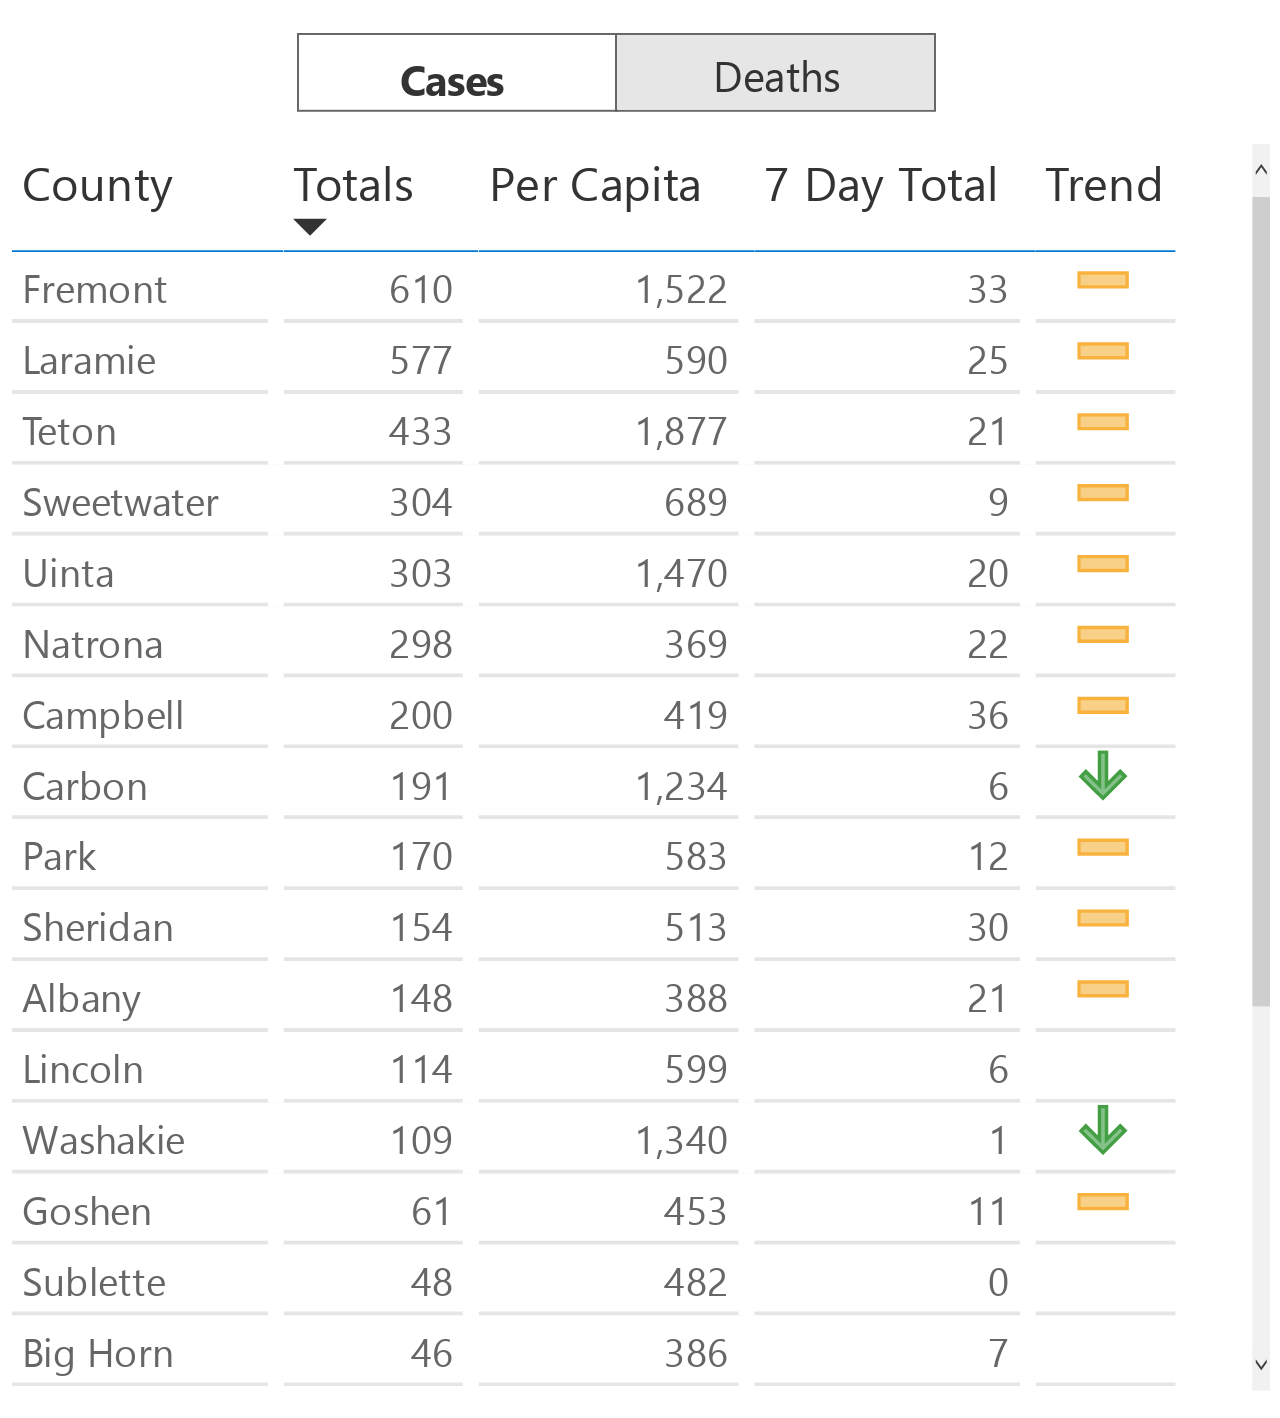 Cases Deaths
County Totals Per Capita 7 Day Total Trend
Fremont 610 1,522 33
Laramie 577 590 25
Teton 433 1,877 21
Sweetwater 304 689 9
Uinta 303 1,470 20
Natrona 298 369 22
Campbell 200 419 36
Carbon 191 1,234 6
Park 170 583 12
Sheridan 154 513 30
Albany 148 388 21
Lincoln 114 599 6
Washakie 109 1,340 1
Goshen 61 453 11
Sublette 48 482 0
Big Horn 46 386 7